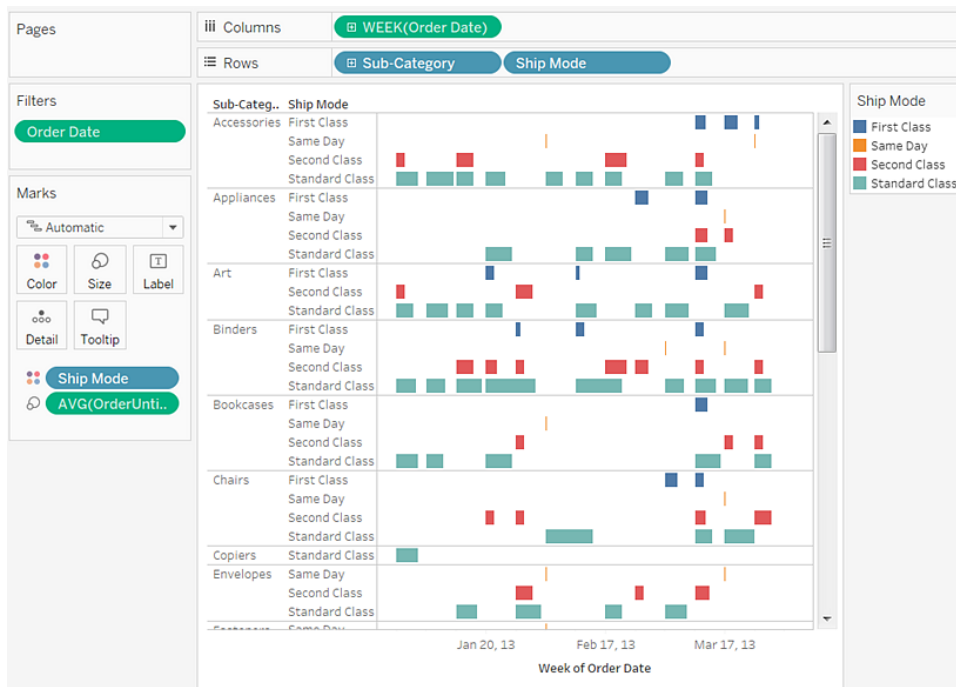 Pages
Columns
WEEK(Order Date)
Rows
Sub-Category
Ship Mode
Filters
Order Date
Marks
Automatic
Color
Size
Label
Detail
Tooltip
Ship Mode
AVG(OrderUnti..
Sub-Categ.. Ship Mode
Accessories First Class
Same Day
Second Class
Standard Class
Appliances First Class
Same Day
Second Class
Standard Class
Art First Class
Second Class
Standard Class
Binders First Class
Same Day
Second Class
Standard Class
Bookcases First Class
Same Day
Second Class
Standard Class
Chairs First Class
Same Day
Second Class
Standard Class
Copiers Standard Class
Envelopes Same Day
Second Class
Standard Class
Fasteners Same Day
Jan 20, 13
Feb 17, 13
Mar 17, 13
Week of Order Date
Ship Mode
First Class
Same Day
Second Class
Standard Class